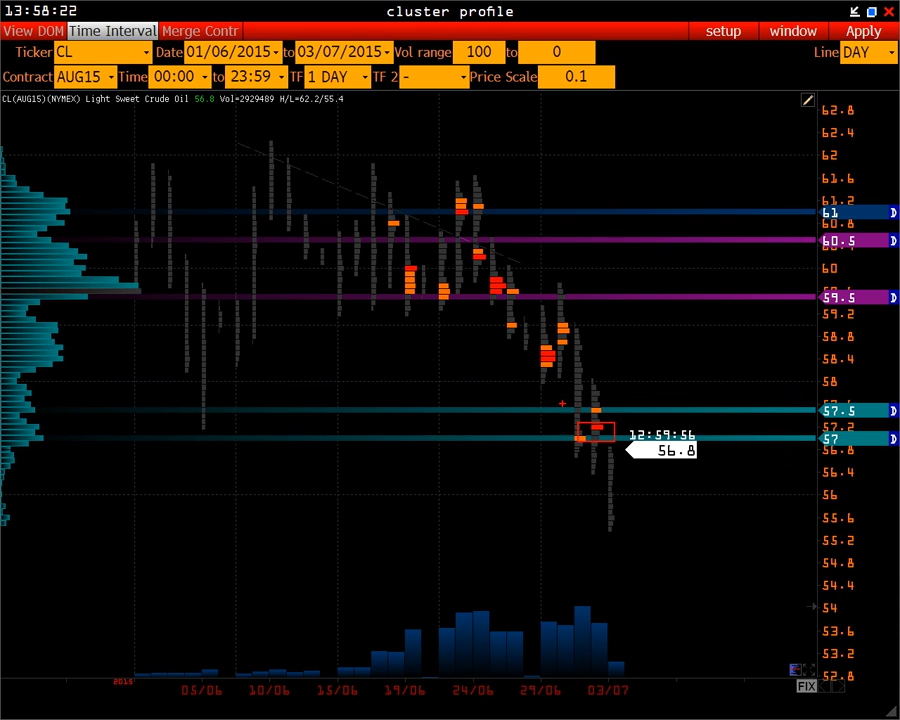 13:58:22 cluster profile
View DOM Time Interval Merge Contr setup window Apply
Ticker CL Date 01/06/2015 to 03/07/2015 Vol range 100 to 0 Line DAY
Contract AUG15 Time 00:00 to 23:59 TF 1 DAY TF 2 - Price Scale 0.1
CL(AUG15)(NYMEX) Light Sweet Crude Oil 56.8 Vol=2929489 H/L=62.2/55.4
62.8
62.4
62
61.6
61.2
61 D
60.8
60.5 D
60
59.5 D
59.2
58.8
58.4
58
57.5 D
57.2
12:59:56
57 D
56.8
56.8
56.4
56
55.6
55.2
54.8
54.4
54
53.6
53.2
52.8
2015
FIX
05/06 10/06 15/06 19/06 24/06 29/06 03/07